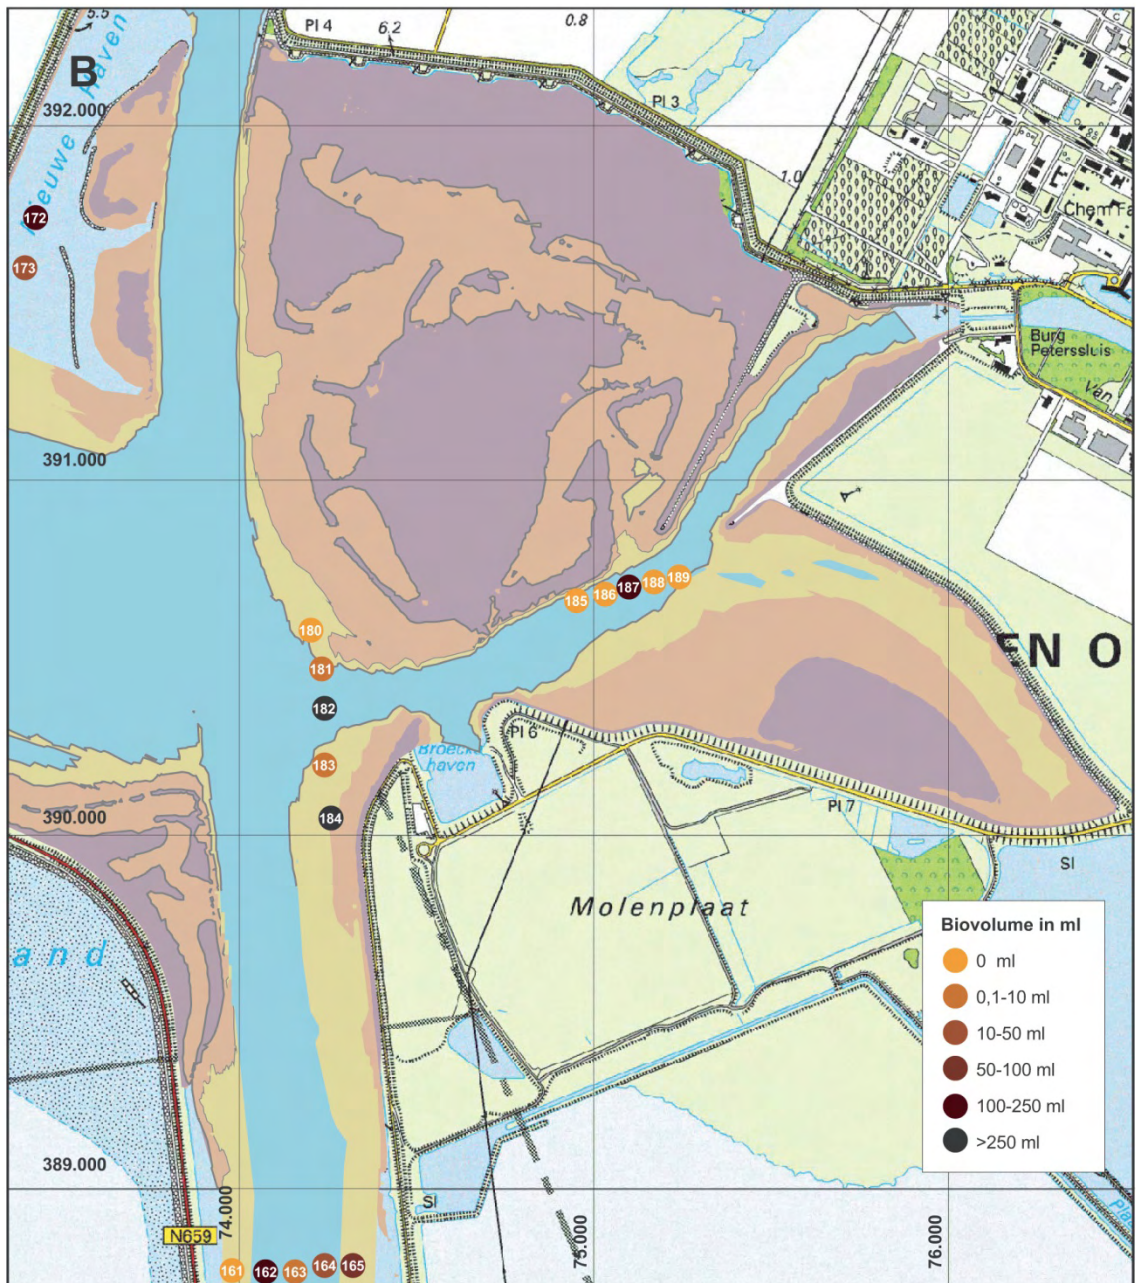 5.5
Pl 4
6.2
0.8
B
Haven
392.000
Pl 3
1.0
172
173
Chem Fa
Burg
Peterssluis
Van
391.000
185
186
187
188
189
180
181
182
183
184
EN O
Pl 6
Broeck
haven
Pl 7
390.000
Sl
Molenplaat
and
Biovolume in ml
0 ml
0,1-10 ml
10-50 ml
50-100 ml
100-250 ml
>250 ml
389.000
74.000
N659
Sl
75.000
76.000
161
162
163
164
165